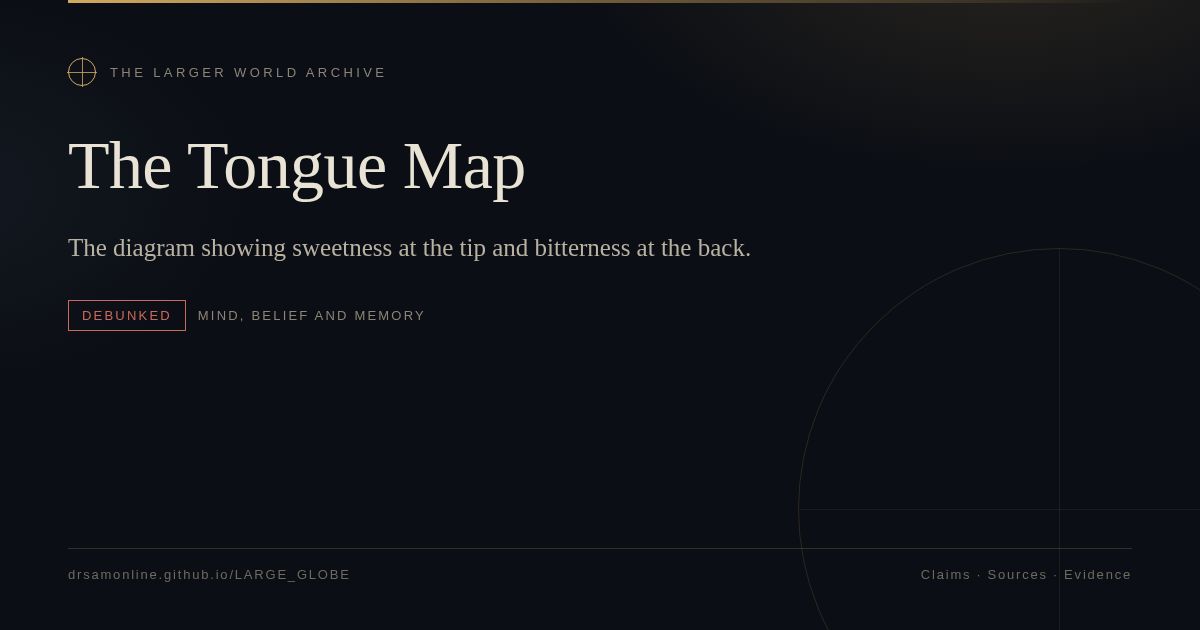 THE LARGER WORLD ARCHIVE
The Tongue Map
The diagram showing sweetness at the tip and bitterness at the back.
DEBUNKED MIND, BELIEF AND MEMORY
drsamonline.github.io/LARGE_GLOBE
Claims · Sources · Evidence